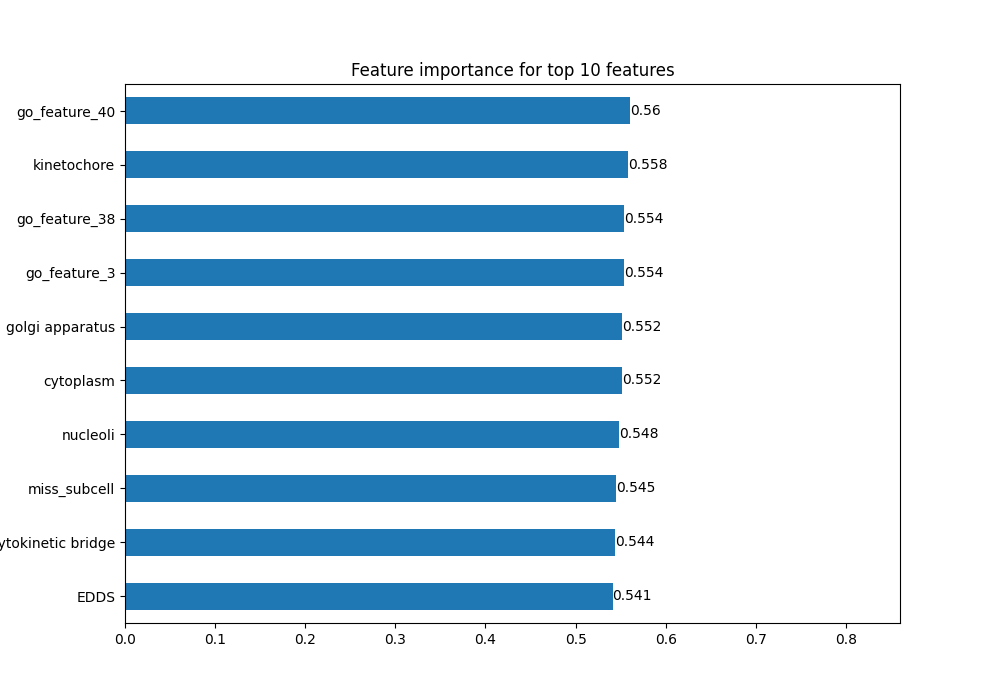 Feature importance for top 10 features
go_feature_40 0.56
kinetochore 0.558
go_feature_38 0.554
go_feature_3 0.554
golgi apparatus 0.552
cytoplasm 0.552
nucleoli 0.548
miss_subcell 0.545
ytokinetic bridge 0.544
EDDS 0.541
0.0 0.1 0.2 0.3 0.4 0.5 0.6 0.7 0.8